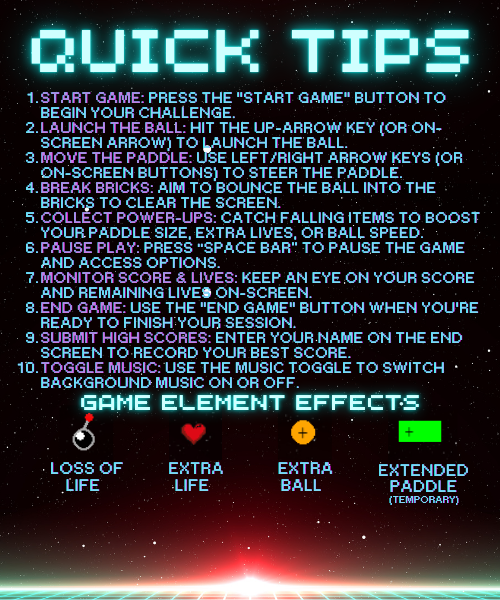 QUICK TIPS
1. START GAME: PRESS THE "START GAME" BUTTON TO
BEGIN YOUR CHALLENGE.
2. LAUNCH THE BALL: HIT THE UP-ARROW KEY (OR ON-
SCREEN ARROW) TO LAUNCH THE BALL.
3. MOVE THE PADDLE: USE LEFT/RIGHT ARROW KEYS (OR
ON-SCREEN BUTTONS) TO STEER THE PADDLE.
4. BREAK BRICKS: AIM TO BOUNCE THE BALL INTO THE
BRICKS TO CLEAR THE SCREEN.
5. COLLECT POWER-UPS: CATCH FALLING ITEMS TO BOOST
YOUR PADDLE SIZE, EXTRA LIVES, OR BALL SPEED.
6. PAUSE PLAY: PRESS "SPACE BAR" TO PAUSE THE GAME
AND ACCESS OPTIONS.
7. MONITOR SCORE & LIVES: KEEP AN EYE ON YOUR SCORE
AND REMAINING LIVES ON-SCREEN.
8. END GAME: USE THE "END GAME" BUTTON WHEN YOU'RE
READY TO FINISH YOUR SESSION.
9. SUBMIT HIGH SCORES: ENTER YOUR NAME ON THE END
SCREEN TO RECORD YOUR BEST SCORE.
10. TOGGLE MUSIC: USE THE MUSIC TOGGLE TO SWITCH
BACKGROUND MUSIC ON OR OFF.
GAME ELEMENT EFFECTS
LOSS OF
LIFE
EXTRA
LIFE
EXTRA
BALL
EXTENDED
PADDLE
(TEMPORARY)